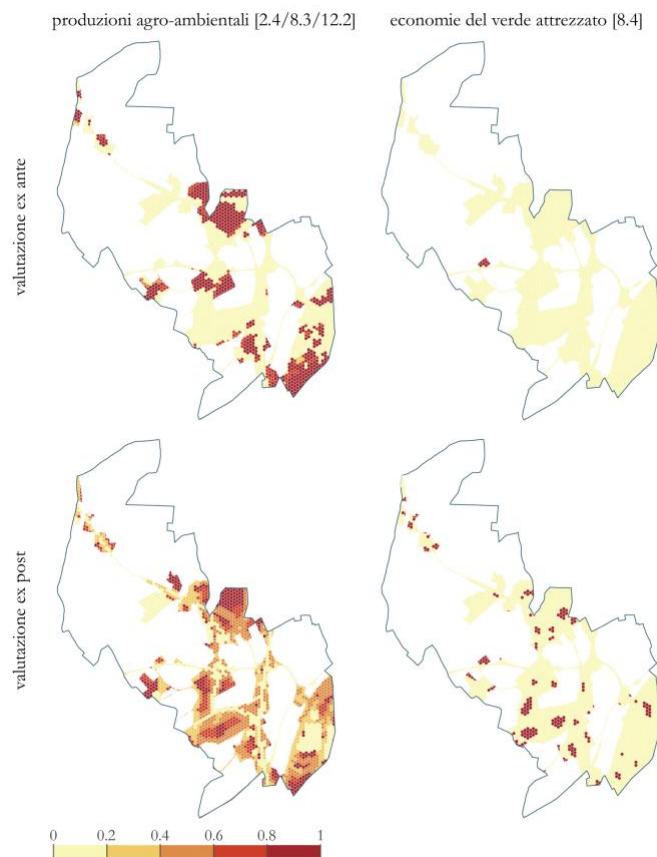 produzioni agro-ambientali [2.4/8.3/12.2]
economie del verde attrezzato [8.4]
valutazione ex ante
valutazione ex post
0 0.2 0.4 0.6 0.8 1